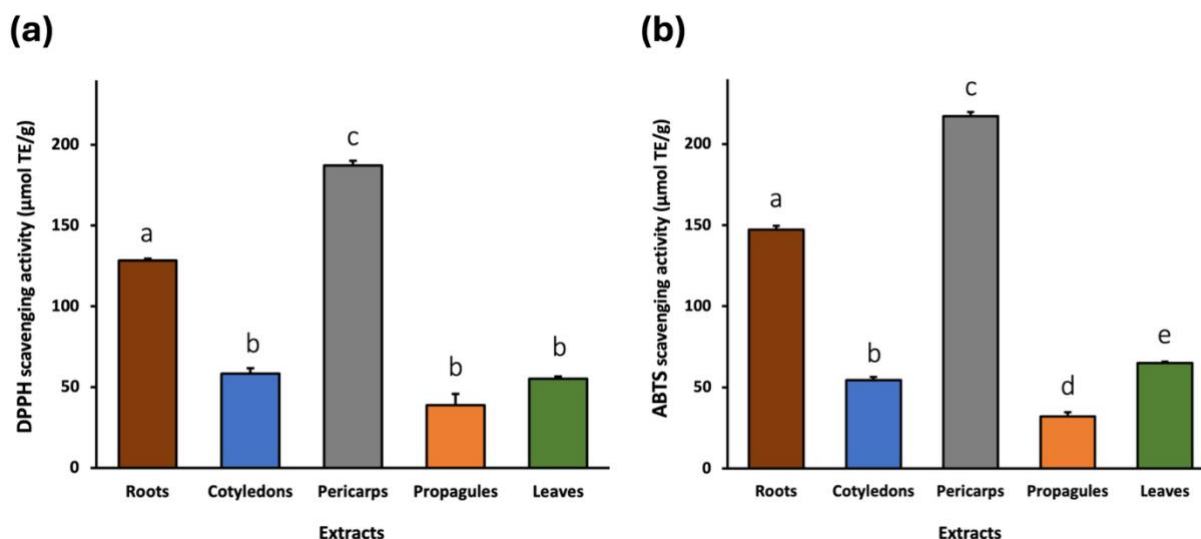 (a)
DPPH scavenging activity (µmol TE/g)
200
150
100
50
0
a
b
c
b
b
Roots Cotyledons Pericarps Propagules Leaves
Extracts
(b)
ABTS scavenging activity (µmol TE/g)
200
150
100
50
0
a
b
c
d
e
Roots Cotyledons Pericarps Propagules Leaves
Extracts